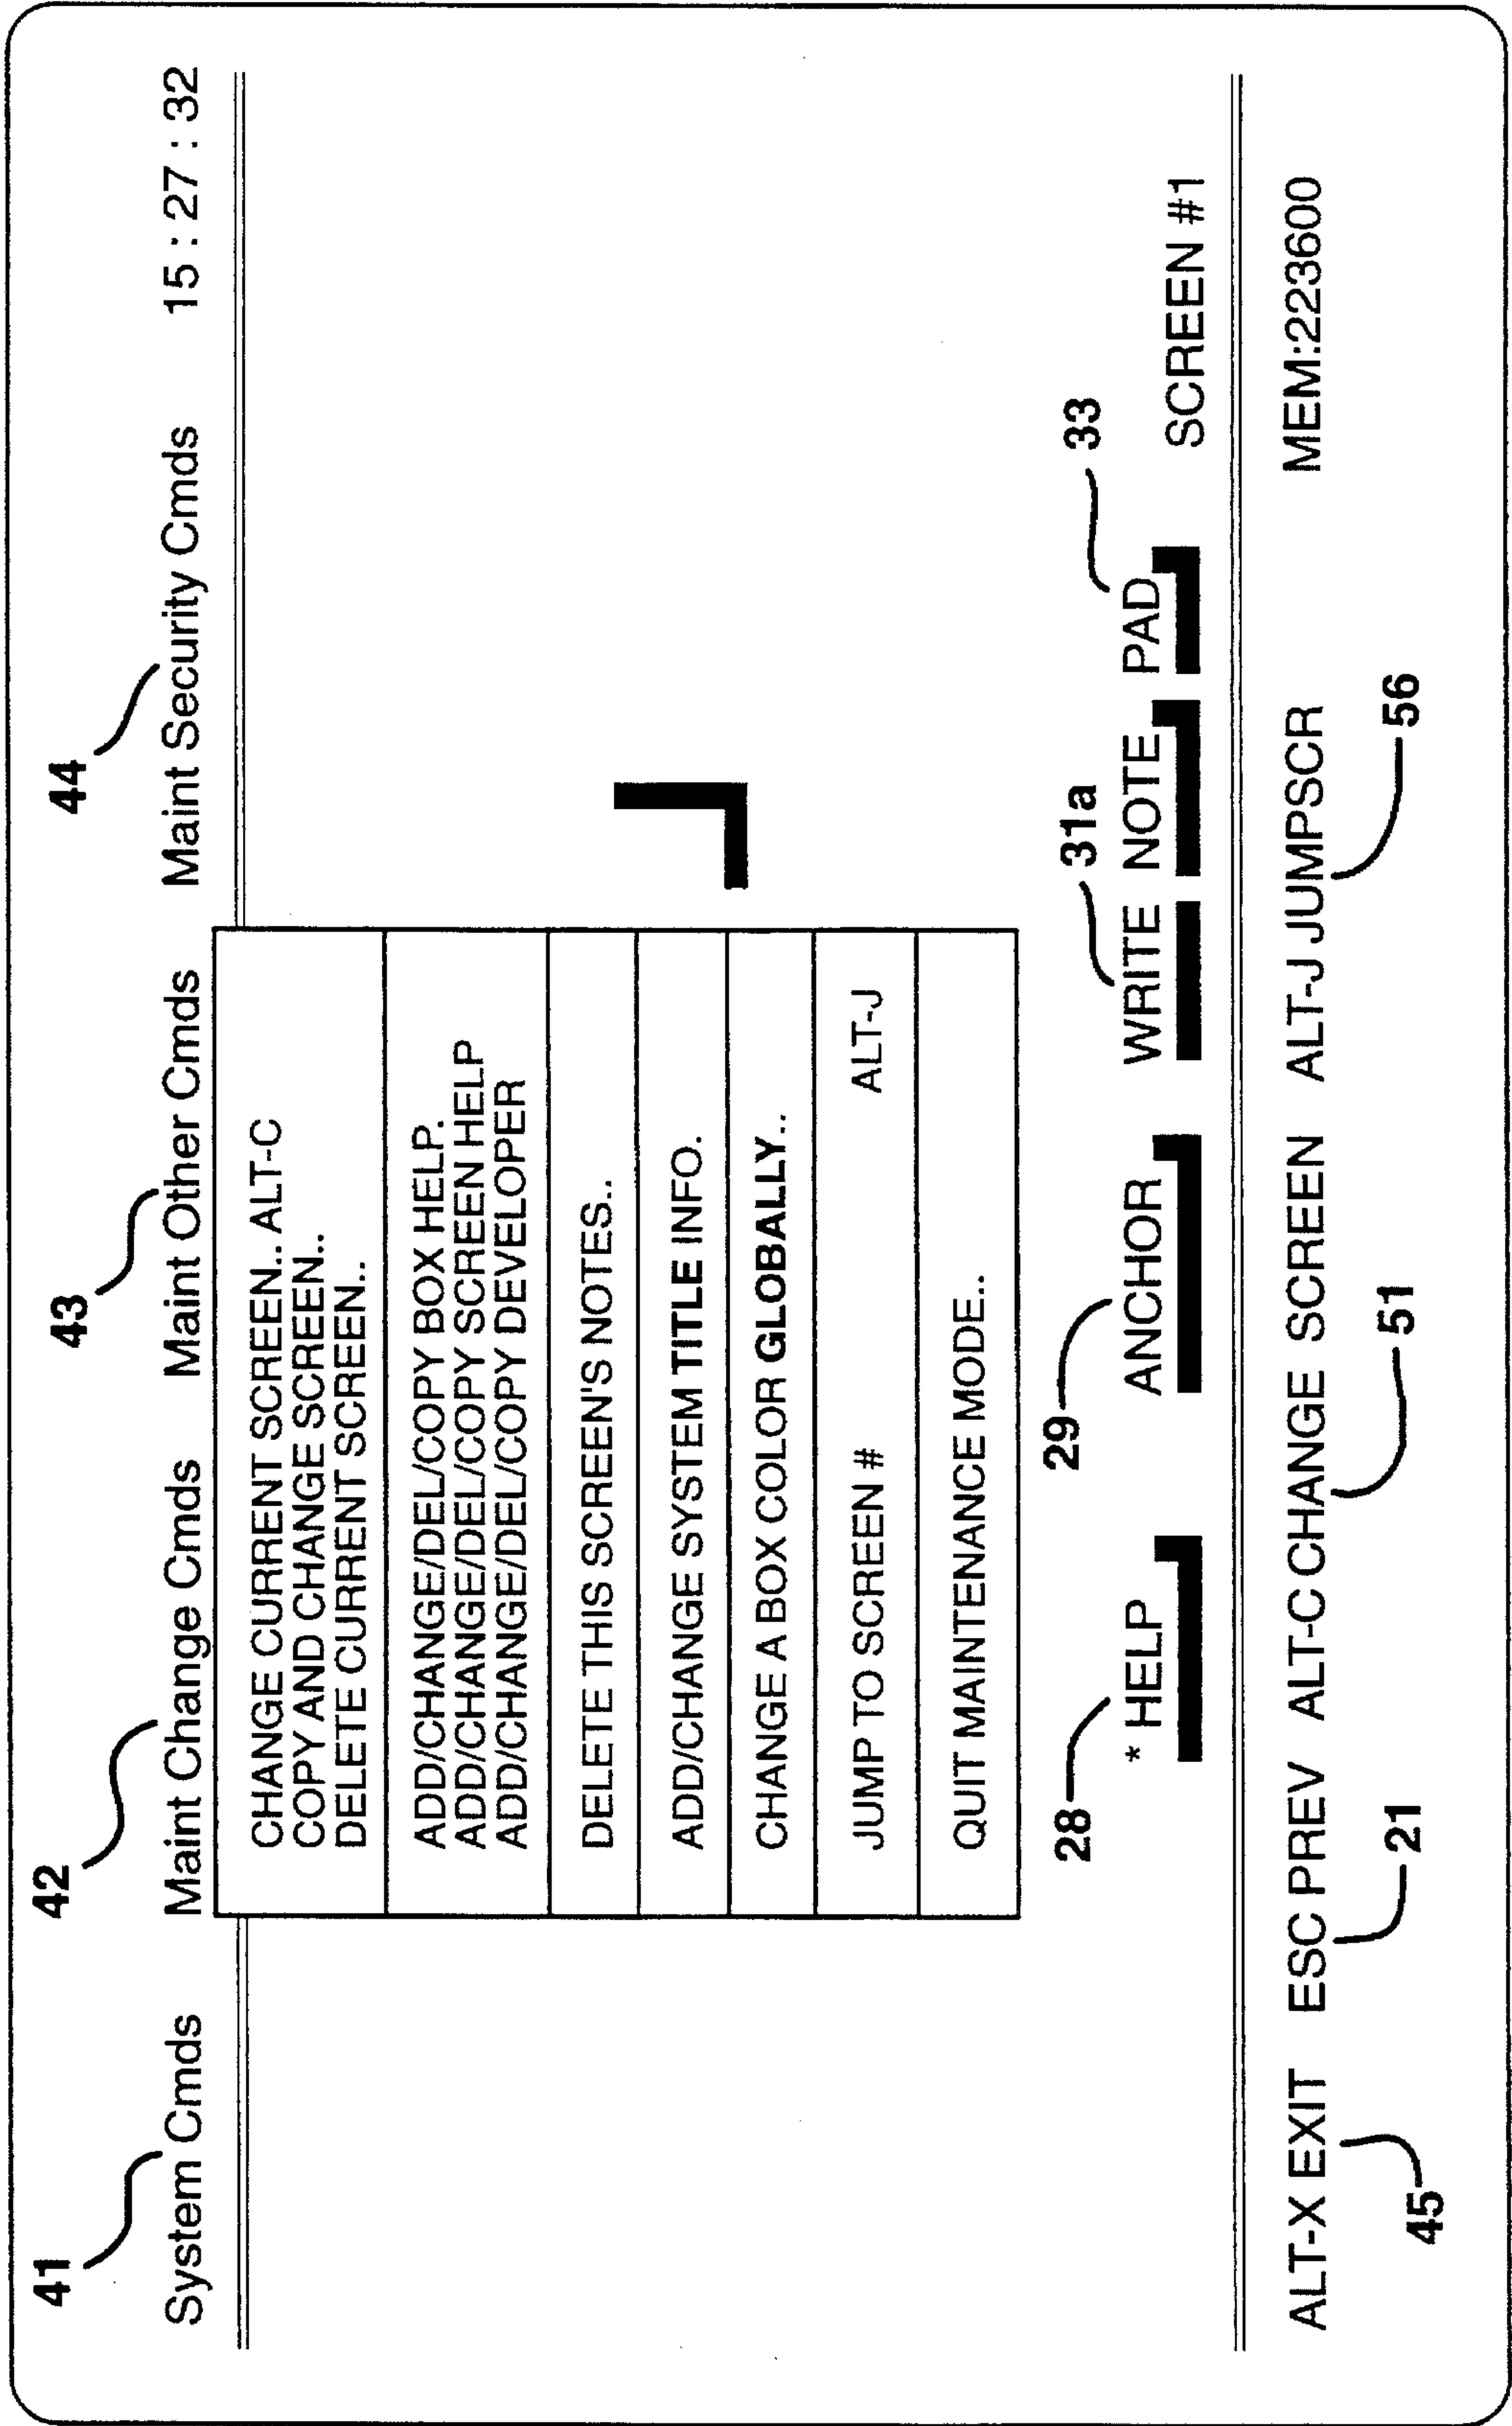 41 42 43 44
System Cmds Maint Change Cmds Maint Other Cmds Maint Security Cmds 15 : 27 : 32
CHANGE CURRENT SCREEN.. ALT-C
COPY AND CHANGE SCREEN..
DELETE CURRENT SCREEN..
ADD/CHANGE/DEL/COPY BOX HELP.
ADD/CHANGE/DEL/COPY SCREEN HELP
ADD/CHANGE/DEL/COPY DEVELOPER
DELETE THIS SCREEN'S NOTES..
ADD/CHANGE SYSTEM TITLE INFO.
CHANGE A BOX COLOR GLOBALLY..
JUMP TO SCREEN # ALT-J
QUIT MAINTENANCE MODE..
28 29 31a 33
* HELP ANCHOR WRITE NOTE PAD
SCREEN #1
ALT-X EXIT ESC PREV ALT-C CHANGE SCREEN ALT-J JUMPSCR MEM:223600
45 21 51 56